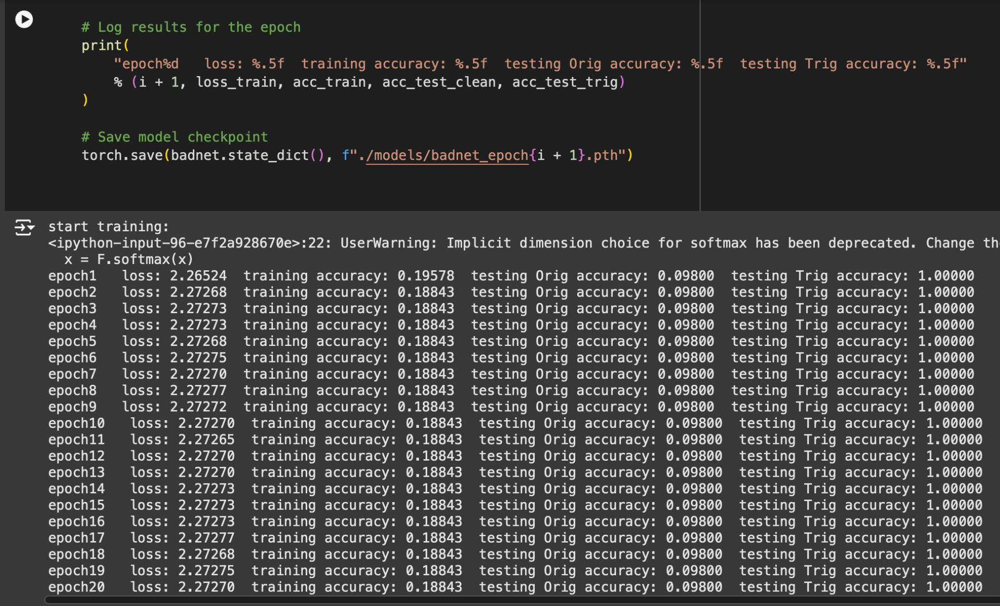 # Log results for the epoch
print(
"epoch%d   loss: %.5f  training accuracy: %.5f  testing Orig accuracy: %.5f  testing Trig accuracy: %.5f"
% (i + 1, loss_train, acc_train, acc_test_clean, acc_test_trig)
)
# Save model checkpoint
torch.save(badnet.state_dict(), f"./models/badnet_epoch{i + 1}.pth")
start training:
<ipython-input-96-e7f2a928670e>:22: UserWarning: Implicit dimension choice for softmax has been deprecated. Change
  x = F.softmax(x)
epoch1   loss: 2.26524  training accuracy: 0.19578  testing Orig accuracy: 0.09800  testing Trig accuracy: 1.00000
epoch2   loss: 2.27268  training accuracy: 0.18843  testing Orig accuracy: 0.09800  testing Trig accuracy: 1.00000
epoch3   loss: 2.27273  training accuracy: 0.18843  testing Orig accuracy: 0.09800  testing Trig accuracy: 1.00000
epoch4   loss: 2.27273  training accuracy: 0.18843  testing Orig accuracy: 0.09800  testing Trig accuracy: 1.00000
epoch5   loss: 2.27268  training accuracy: 0.18843  testing Orig accuracy: 0.09800  testing Trig accuracy: 1.00000
epoch6   loss: 2.27275  training accuracy: 0.18843  testing Orig accuracy: 0.09800  testing Trig accuracy: 1.00000
epoch7   loss: 2.27270  training accuracy: 0.18843  testing Orig accuracy: 0.09800  testing Trig accuracy: 1.00000
epoch8   loss: 2.27277  training accuracy: 0.18843  testing Orig accuracy: 0.09800  testing Trig accuracy: 1.00000
epoch9   loss: 2.27272  training accuracy: 0.18843  testing Orig accuracy: 0.09800  testing Trig accuracy: 1.00000
epoch10   loss: 2.27270  training accuracy: 0.18843  testing Orig accuracy: 0.09800  testing Trig accuracy: 1.00000
epoch11   loss: 2.27265  training accuracy: 0.18843  testing Orig accuracy: 0.09800  testing Trig accuracy: 1.00000
epoch12   loss: 2.27270  training accuracy: 0.18843  testing Orig accuracy: 0.09800  testing Trig accuracy: 1.00000
epoch13   loss: 2.27270  training accuracy: 0.18843  testing Orig accuracy: 0.09800  testing Trig accuracy: 1.00000
epoch14   loss: 2.27273  training accuracy: 0.18843  testing Orig accuracy: 0.09800  testing Trig accuracy: 1.00000
epoch15   loss: 2.27273  training accuracy: 0.18843  testing Orig accuracy: 0.09800  testing Trig accuracy: 1.00000
epoch16   loss: 2.27273  training accuracy: 0.18843  testing Orig accuracy: 0.09800  testing Trig accuracy: 1.00000
epoch17   loss: 2.27277  training accuracy: 0.18843  testing Orig accuracy: 0.09800  testing Trig accuracy: 1.00000
epoch18   loss: 2.27268  training accuracy: 0.18843  testing Orig accuracy: 0.09800  testing Trig accuracy: 1.00000
epoch19   loss: 2.27275  training accuracy: 0.18843  testing Orig accuracy: 0.09800  testing Trig accuracy: 1.00000
epoch20   loss: 2.27270  training accuracy: 0.18843  testing Orig accuracy: 0.09800  testing Trig accuracy: 1.00000